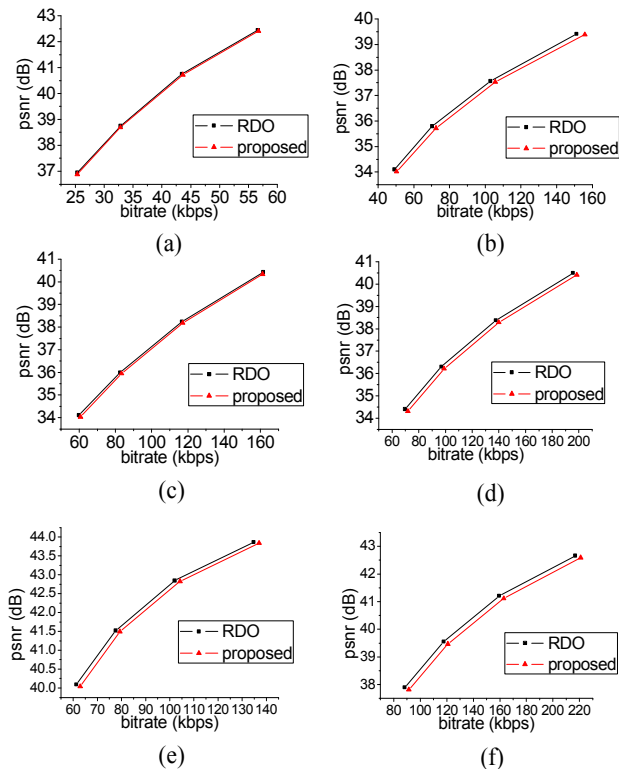 43
42
41
40
39
38
37
psnr (dB)
RDO
proposed
25 30 35 40 45 50 55 60
bitrate (kbps)
(a)
40
39
38
37
36
35
34
psnr (dB)
RDO
proposed
40 60 80 100 120 140 160
bitrate (kbps)
(b)
41
40
39
38
37
36
35
34
psnr (dB)
RDO
proposed
60 80 100 120 140 160
bitrate (kbps)
(c)
41
40
39
38
37
36
35
34
psnr (dB)
RDO
proposed
60 80 100 120 140 160 180 200
bitrate (kbps)
(d)
44.0
43.5
43.0
42.5
42.0
41.5
41.0
40.5
40.0
psnr (dB)
RDO
proposed
60 70 80 90 100 110 120 130 140
bitrate (kbps)
(e)
43
42
41
40
39
38
psnr (dB)
RDO
proposed
80 100 120 140 160 180 200 220
bitrate (kbps)
(f)